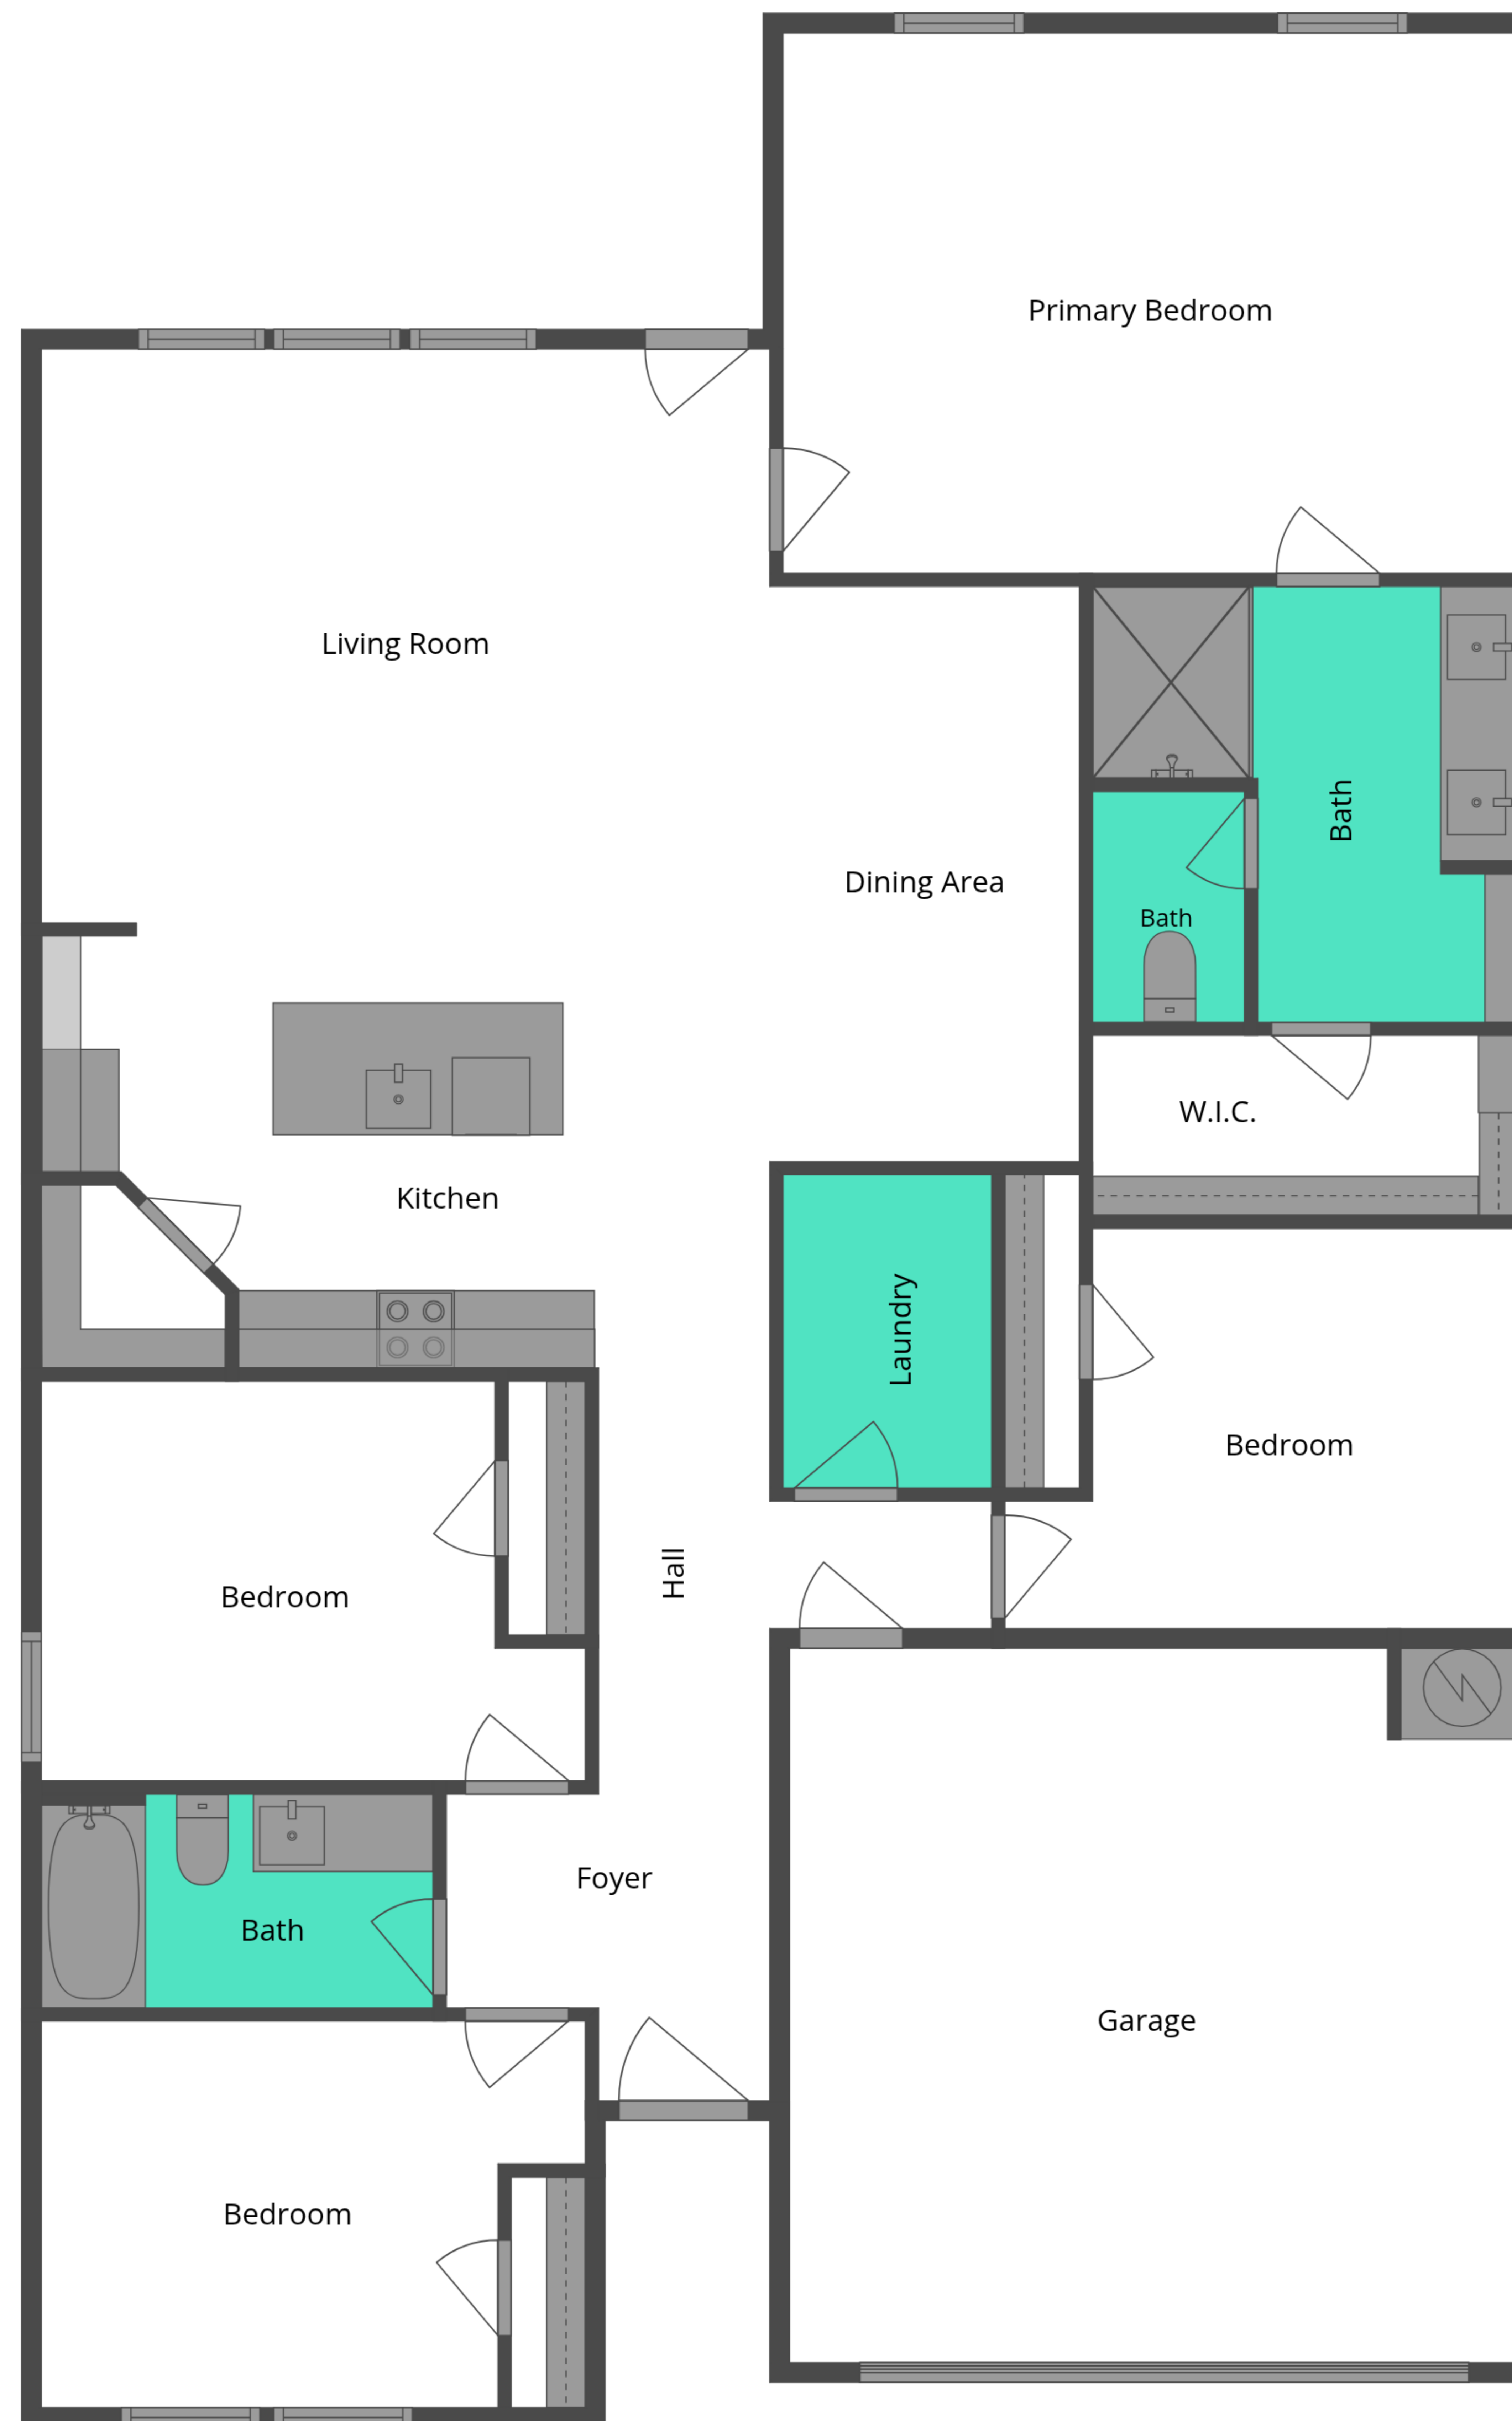 Primary Bedroom
Living Room
Bath
Dining Area
Bath
W.I.C.
Kitchen
Laundry
Bedroom
Hall
Bedroom
Foyer
Bath
Garage
Bedroom